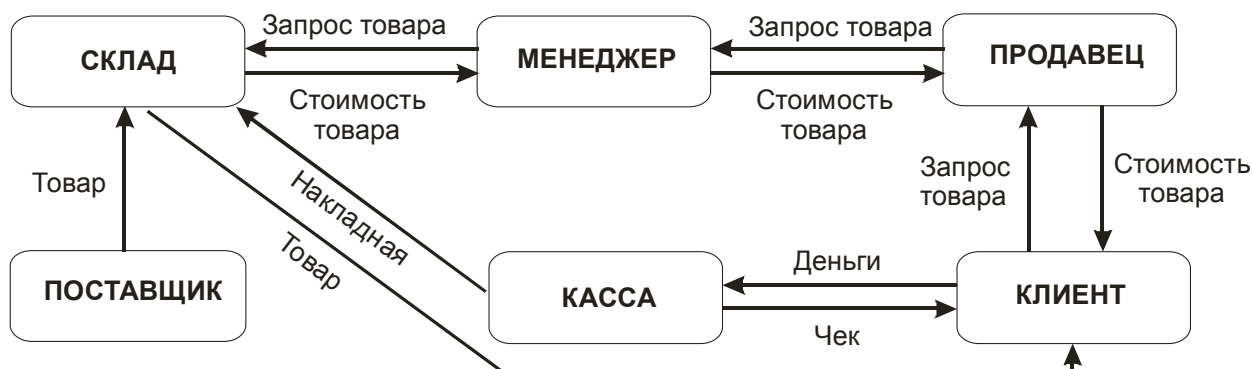 Запрос товара
Запрос товара
СКЛАД
МЕНЕДЖЕР
ПРОДАВЕЦ
Стоимость
товара
Стоимость
товара
Товар
Накладная
Товар
Запрос
товара
Стоимость
товара
ПОСТАВЩИК
КАССА
Деньги
КЛИЕНТ
Чек